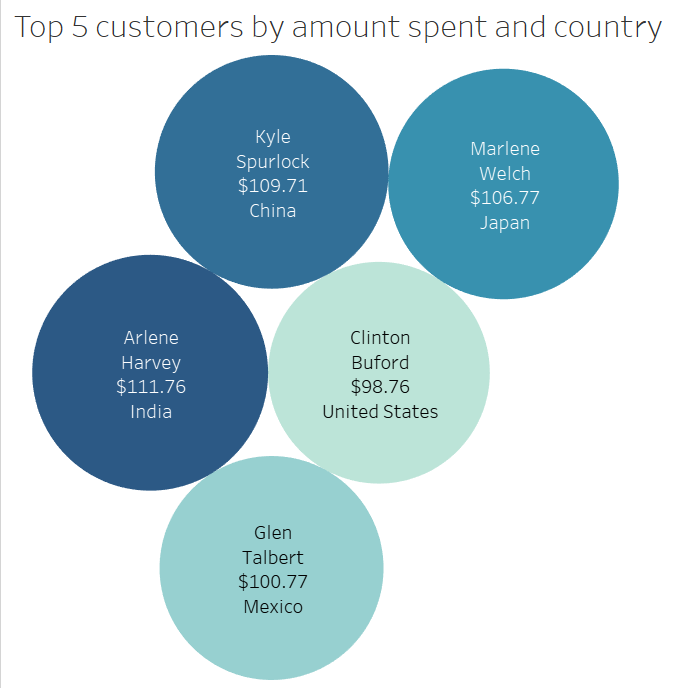 Top 5 customers by amount spent and country
Kyle
Spurlock
$109.71
China
Marlene
Welch
$106.77
Japan
Arlene
Harvey
$111.76
India
Clinton
Buford
$98.76
United States
Glen
Talbert
$100.77
Mexico